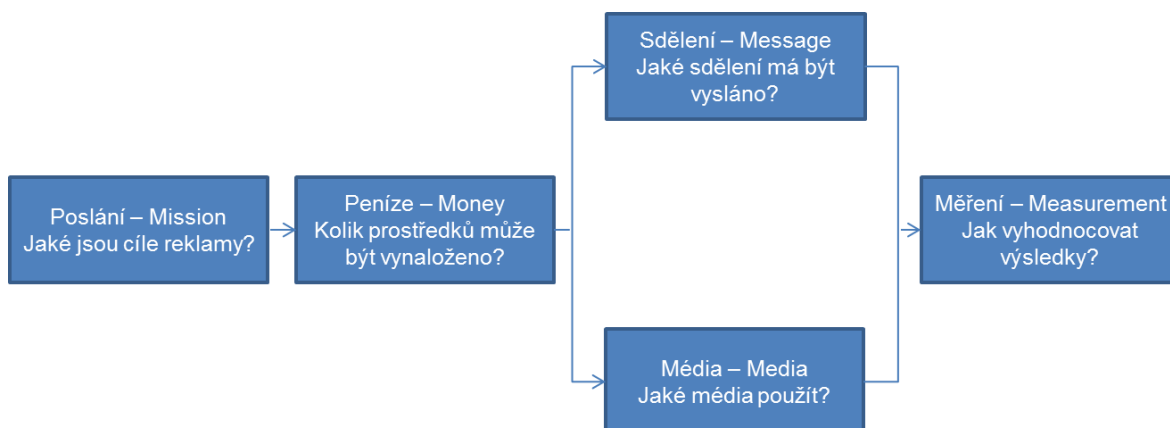 Poslání – Mission
Jaké jsou cíle reklamy?
Peníze – Money
Kolik prostředků může
být vynaloženo?
Sdělení – Message
Jaké sdělení má být
vysláno?
Média – Media
Jaké média použít?
Měření – Measurement
Jak vyhodnocovat
výsledky?